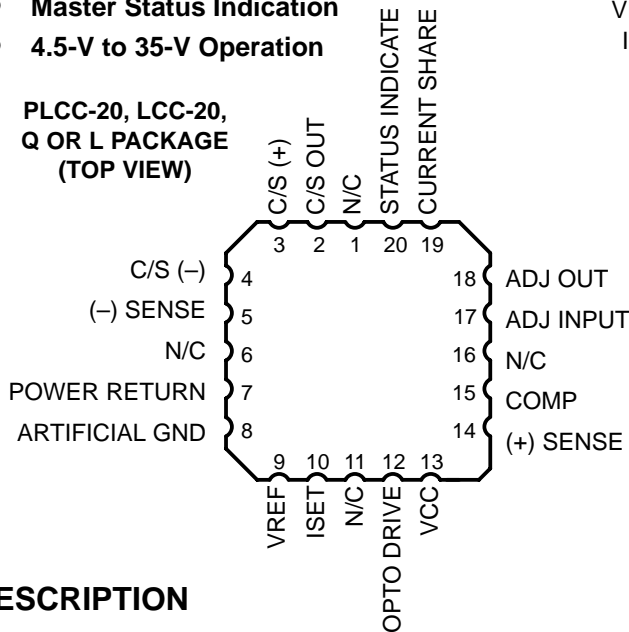 Master Status Indication
4.5-V to 35-V Operation
V
I
PLCC-20, LCC-20,
Q OR L PACKAGE
(TOP VIEW)
C/S (+)
C/S OUT
N/C
STATUS INDICATE
CURRENT SHARE
3 2 1 20 19
C/S (–) 4
(–) SENSE 5
N/C 6
POWER RETURN 7
ARTIFICIAL GND 8
18 ADJ OUT
17 ADJ INPUT
16 N/C
15 COMP
14 (+) SENSE
9 10 11 12 13
VREF
ISET
N/C
OPTO DRIVE
VCC
ESCRIPTION